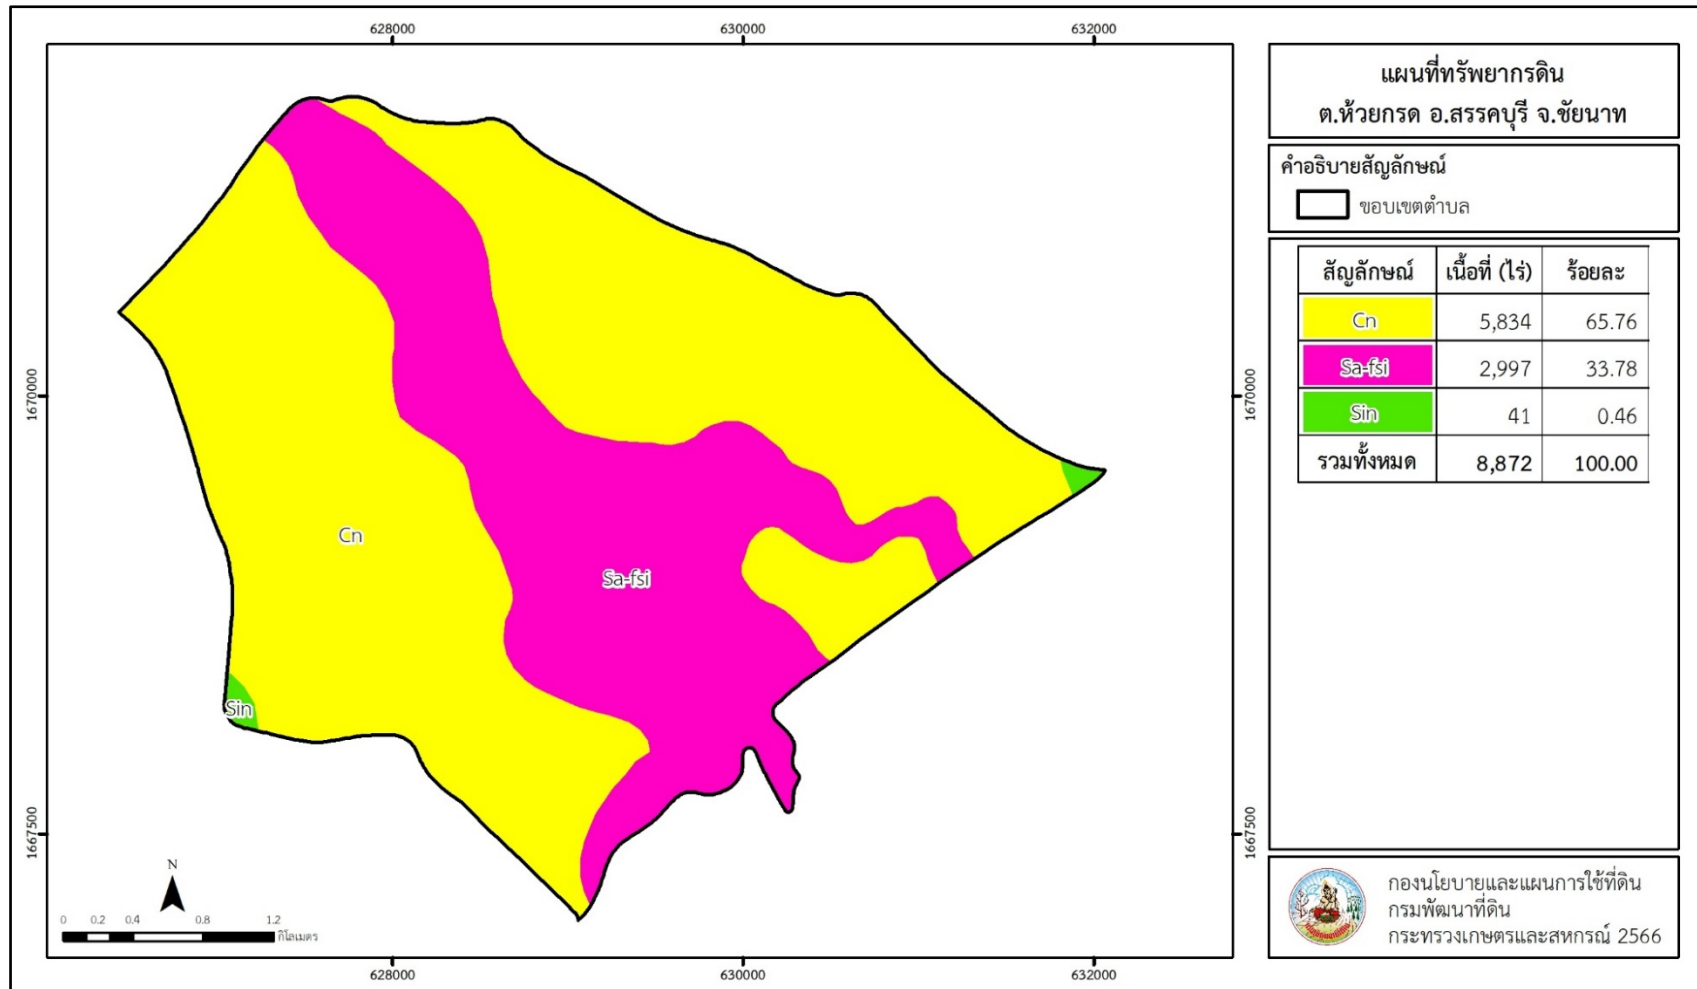 628000 630000 632000
แผนที่ทรัพยากรดิน
ต.ห้วยกรด อ.สรรคบุรี จ.ชัยนาท
คำอธิบายสัญลักษณ์
ขอบเขตตำบล
สัญลักษณ์ เนื้อที่ (ไร่) ร้อยละ
Cn 5,834 65.76
Sa-fsi 2,997 33.78
Sin 41 0.46
รวมทั้งหมด 8,872 100.00
1670000 1670000
Cn
Sa-fsi
Sin
1667500 1667500
N
0 0.2 0.4 0.8 1.2
กิโลเมตร
กองนโยบายและแผนการใช้ที่ดิน
กรมพัฒนาที่ดิน
กระทรวงเกษตรและสหกรณ์ 2566
628000 630000 632000